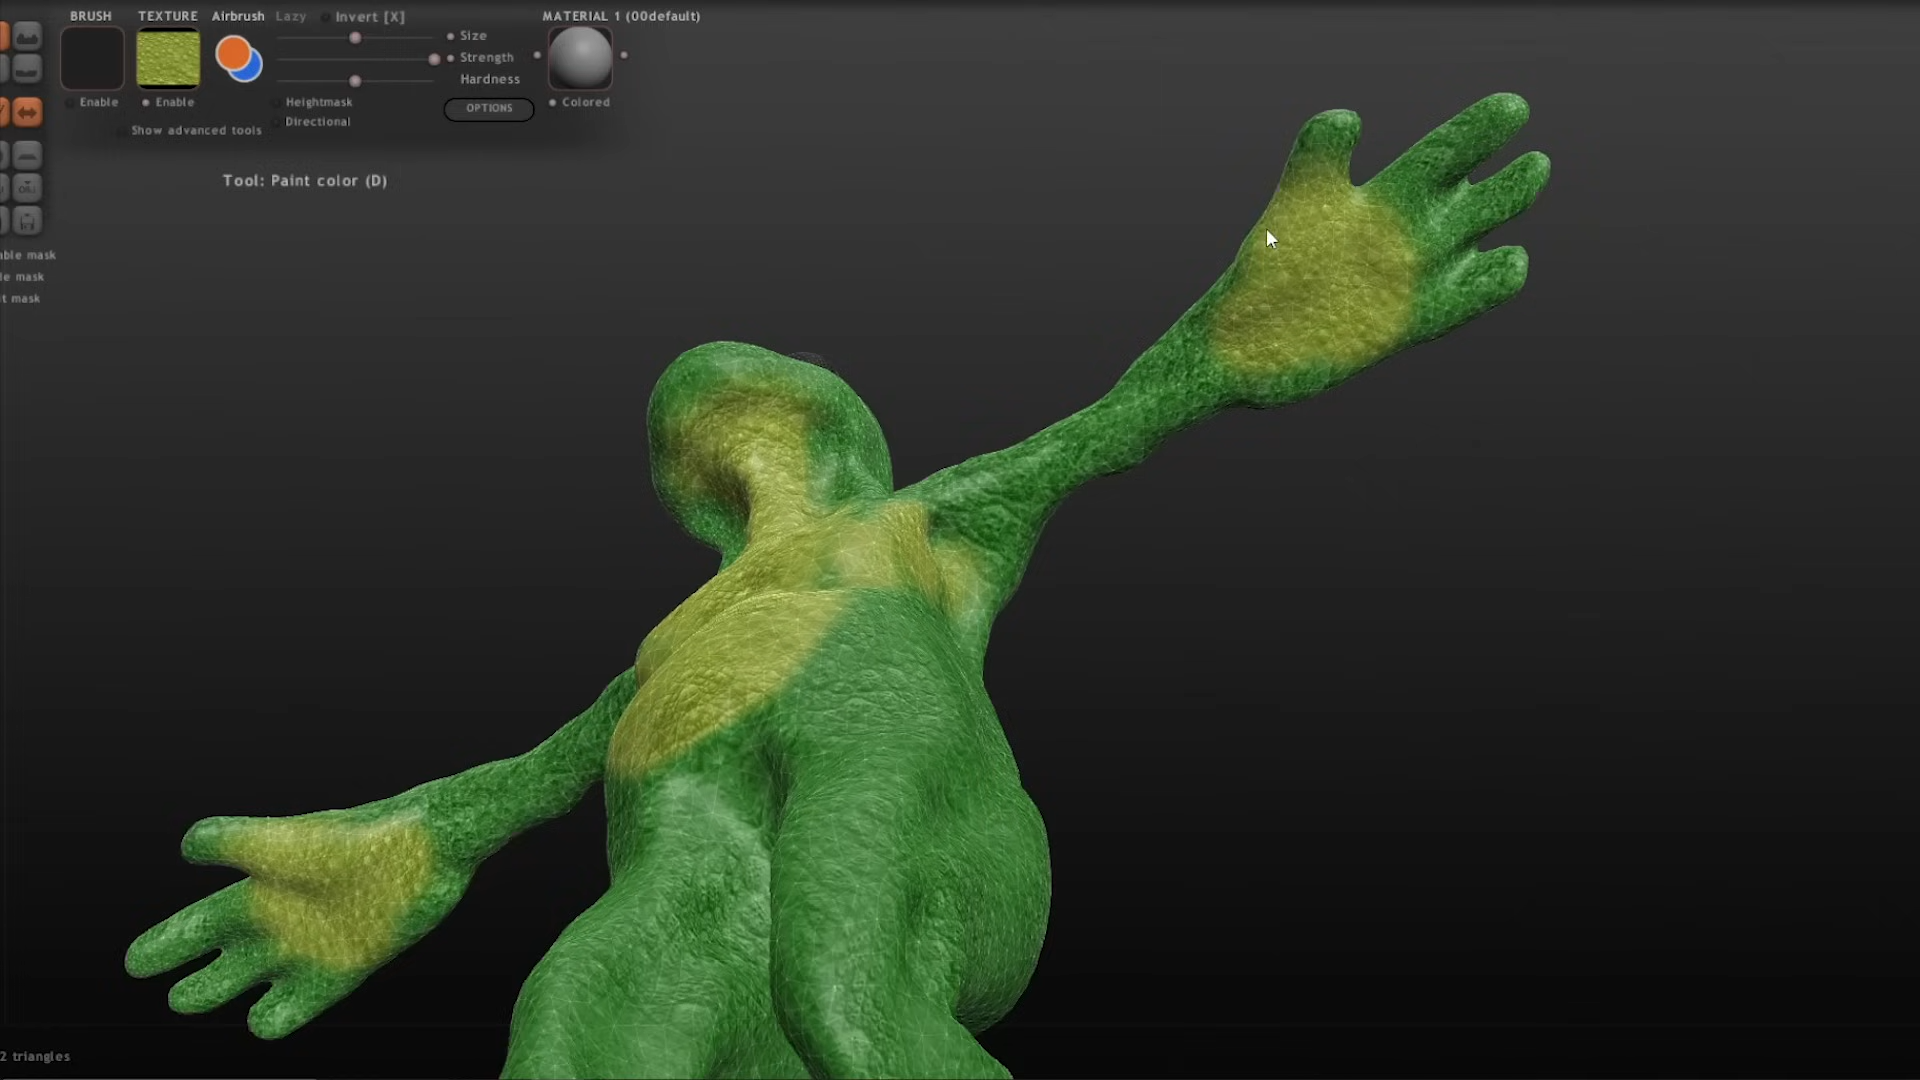 BRUSH TEXTURE Airbrush Lazy Invert [X] MATERIAL 1 (00default)
Size
Strength
Hardness
Enable Enable Heightmask OPTIONS Colored
Directional
Show advanced tools
Tool: Paint color (D)
able mask
le mask
t mask
2 triangles